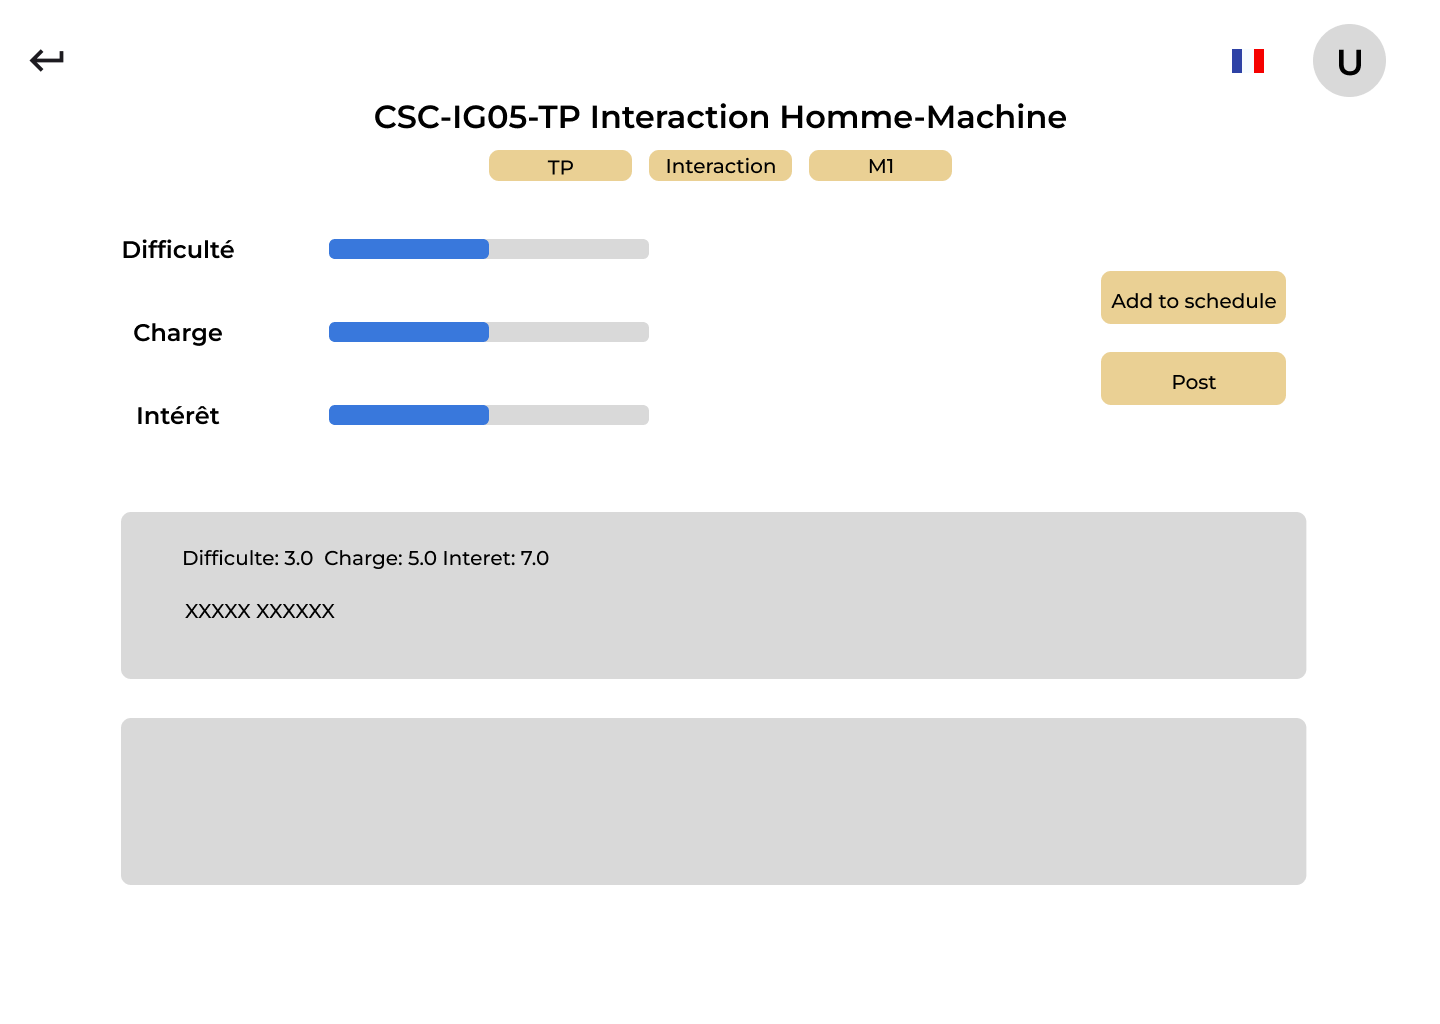 U
CSC-IG05-TP Interaction Homme-Machine
TP Interaction M1
Difficulté
Add to schedule
Charge
Post
Intérêt
Difficulte: 3.0 Charge: 5.0 Interet: 7.0
XXXXX XXXXXX